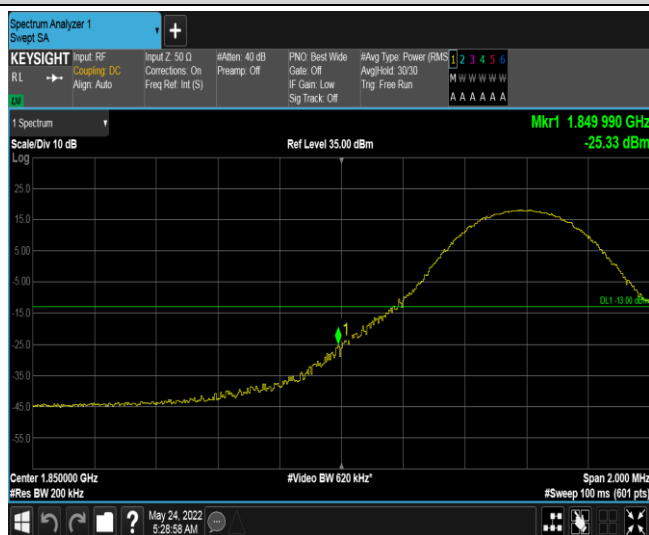 Spectrum Analyzer 1
Swept SA
+
KEYSIGHT Input: RF Input Z: 50 Ω #Atten: 40 dB PNO: Best Wide #Avg Type: Power (RMS 1 2 3 4 5 6
RL Coupling: DC Corrections: On Preamp: Off Gate: Off Avg|Hold: 30/30 M W W W W W
Align: Auto Freq Ref: Int (S) IF Gain: Low Trig: Free Run
Sig Track: Off A A A A A A
1 Spectrum Mkr1 1.849 990 GHz
Scale/Div 10 dB Ref Level 35.00 dBm -25.33 dBm
Log
25.0
15.0
5.00
-5.00
DL1 -13.00 dBm
-15.0
1
-25.0
-35.0
-45.0
-55.0
Center 1.850000 GHz #Video BW 620 kHz* Span 2.000 MHz
#Res BW 200 kHz #Sweep 100 ms (601 pts)
? May 24, 2022
5:28:58 AM